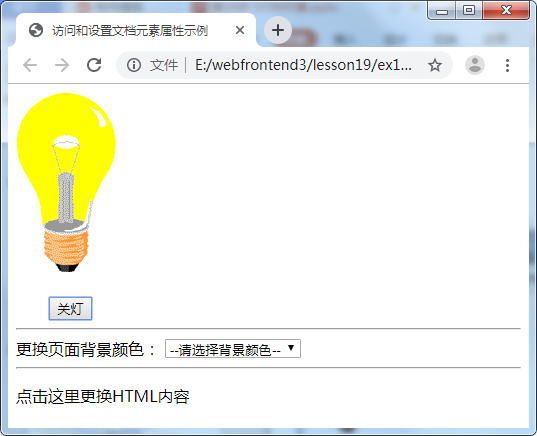 访问和设置文档元素属性示例
文件 | E:/webfrontend3/lesson19/ex1...
关灯
更换页面背景颜色： --请选择背景颜色--
点击这里更换HTML内容